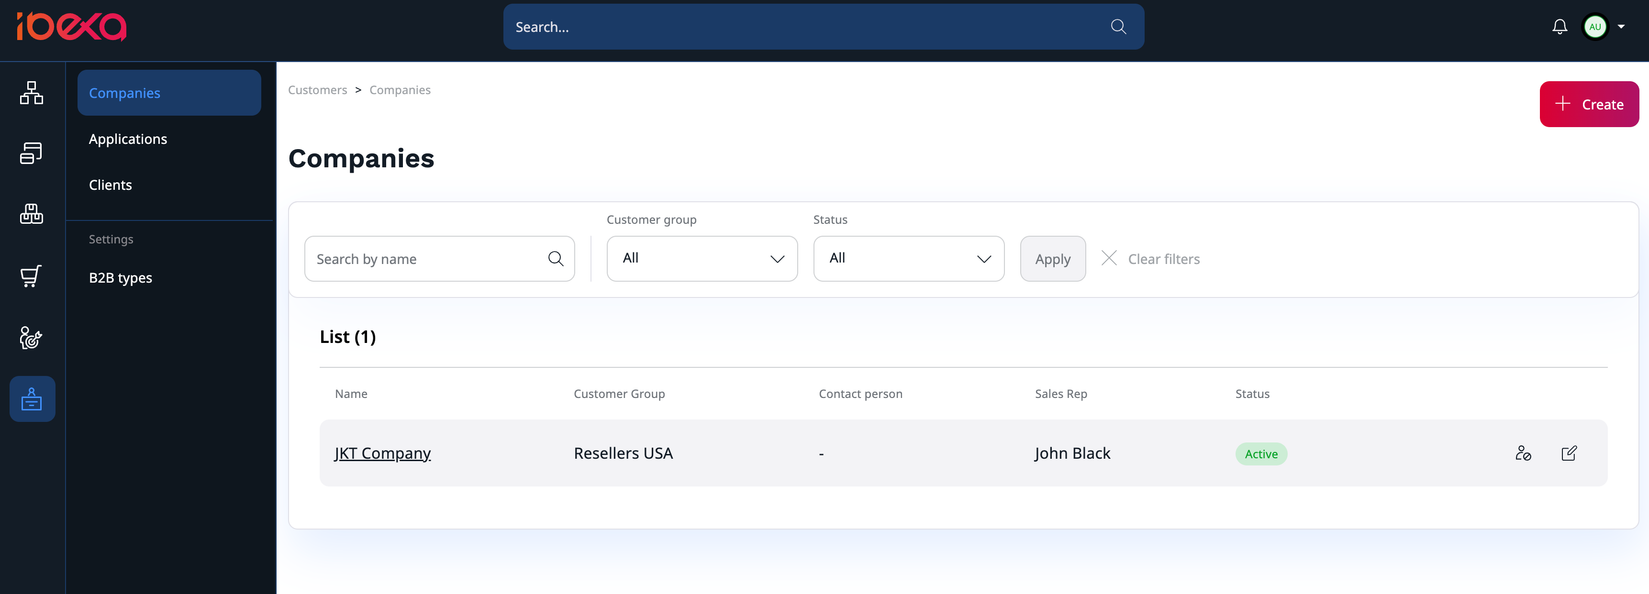 ibexa
Search...
AU
Companies
Applications
Clients
Settings
B2B types
Customers > Companies
Create
Companies
Customer group
Status
Search by name
All
All
Apply
Clear filters
List (1)
Name Customer Group Contact person Sales Rep Status
JKT Company Resellers USA - John Black Active